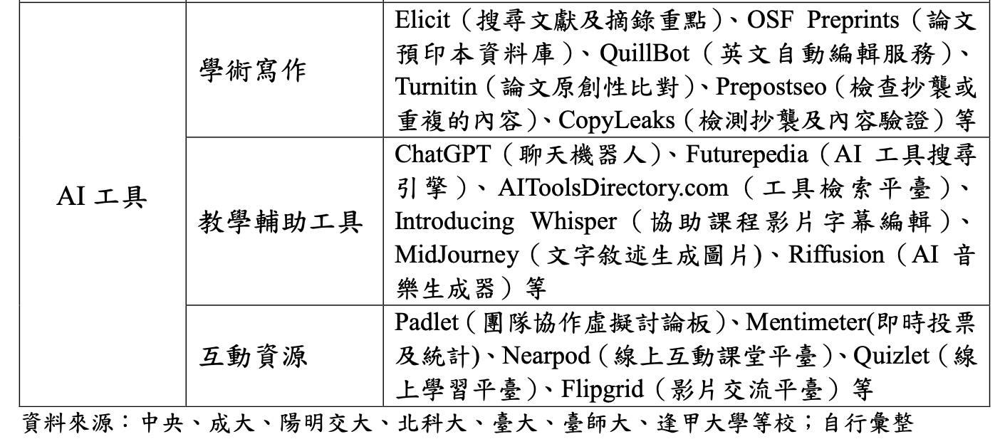 學術寫作
Elicit（搜尋文獻及摘錄重點）、OSF Preprints（論文
預印本資料庫）、QuillBot（英文自動編輯服務）、
Turnitin（論文原創性比對）、Prepostseo（檢查抄襲或
重複的內容）、CopyLeaks（檢測抄襲及內容驗證）等
AI 工具
教學輔助工具
ChatGPT（聊天機器人）、Futurepedia（AI 工具搜尋
引擎）、AIToolsDirectory.com（工具檢索平臺）、
Introducing Whisper（協助課程影片字幕編輯）、
MidJourney（文字敘述生成圖片)、Riffusion（AI 音
樂生成器）等
互動資源
Padlet（團隊協作虛擬討論板）、Mentimeter(即時投票
及統計)、Nearpod（線上互動課堂平臺）、Quizlet（線
上學習平臺）、Flipgrid（影片交流平臺）等
資料來源：中央、成大、陽明交大、北科大、臺大、臺師大、逢甲大學等校；自行彙整